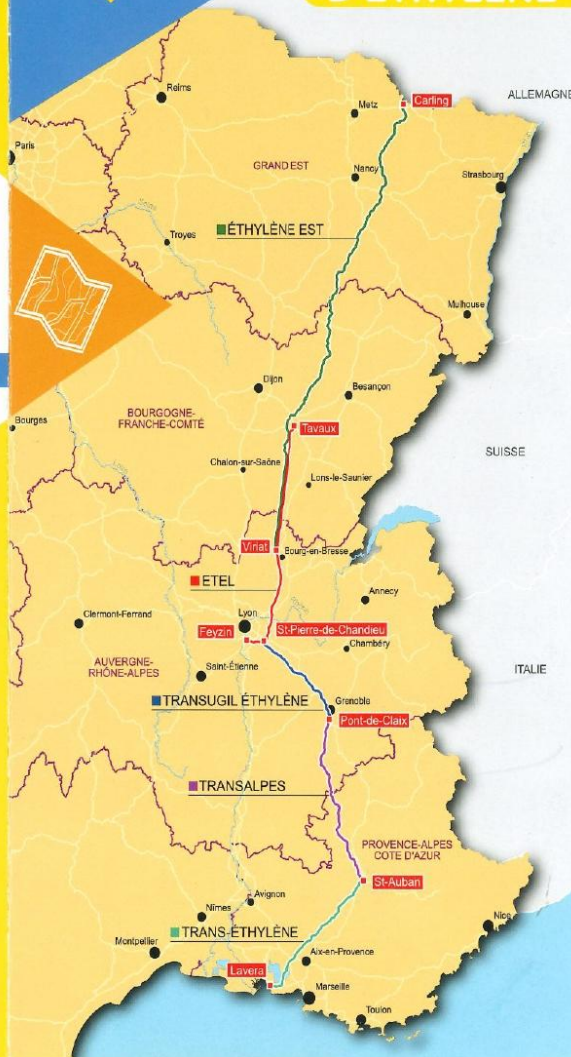 Reims
Metz
Carling
ALLEMAGNE
Paris
GRAND EST
Nancy
Strasbourg
Troyes
ÉTHYLÈNE EST
Mulhouse
Dijon
Besançon
BOURGOGNE-
FRANCHE-COMTÉ
Bourges
Tavaux
SUISSE
Chalon-sur-Saône
Lons-le-Saunier
Viriat
Bourg-en-Bresse
ETEL
Annecy
Clermont-Ferrand
Lyon
Feyzin
St-Pierre-de-Chandieu
Chambéry
AUVERGNE-
RHÔNE-ALPES
Saint-Étienne
ITALIE
TRANSUGIL ÉTHYLÈNE
Grenoble
Pont-de-Claix
TRANSALPES
PROVENCE-ALPES
COTE D'AZUR
St-Auban
Avignon
Nîmes
Nice
TRANS-ÉTHYLÈNE
Montpellier
Aix-en-Provence
Lavera
Marseille
Toulon